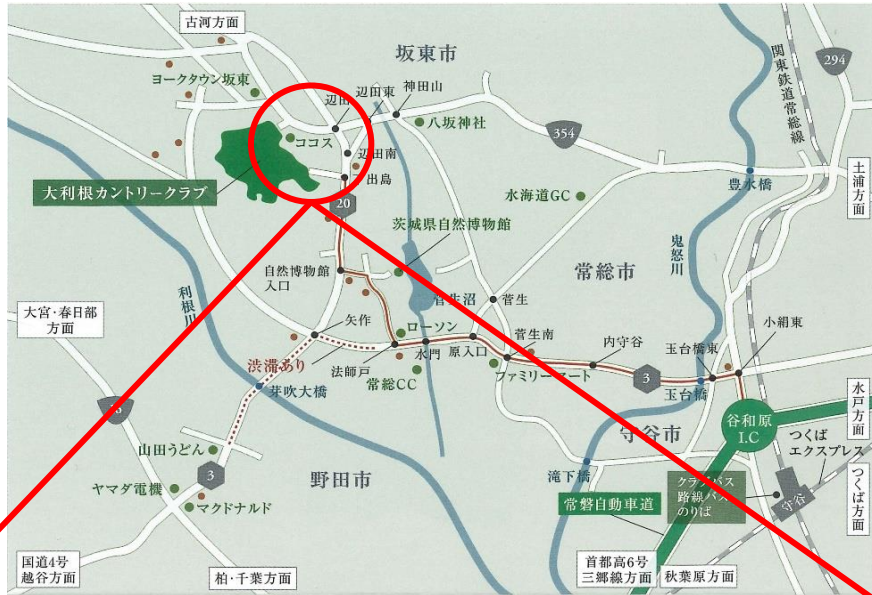 古河方面
坂東市
ヨークタウン坂東
辺田
辺田東
神田山
八坂神社
関東鉄道常総線
294
354
ココス
辺田南
出島
大利根カントリークラブ
20
豊水橋
土浦方面
水海道GC
茨城県自然博物館
鬼怒川
常総市
自然博物館
入口
利根川
菅生沼
菅生
大宮・春日部
方面
矢作
ローソン
菅生南
小絹東
渋滞あり
法師戸
水門
原入口
内守谷
玉台橋東
ファミリーマート
3
玉台橋
芽吹大橋
常総CC
水戸方面
16
谷和原
I.C
守谷市
つくば
エクスプレス
山田うどん
野田市
滝下橋
3
ヤマダ電機
マクドナルド
クラブバス
路線バス
のりば
守谷
つくば方面
常磐自動車道
国道4号
越谷方面
柏・千葉方面
首都高6号
三郷線方面
秋葉原方面